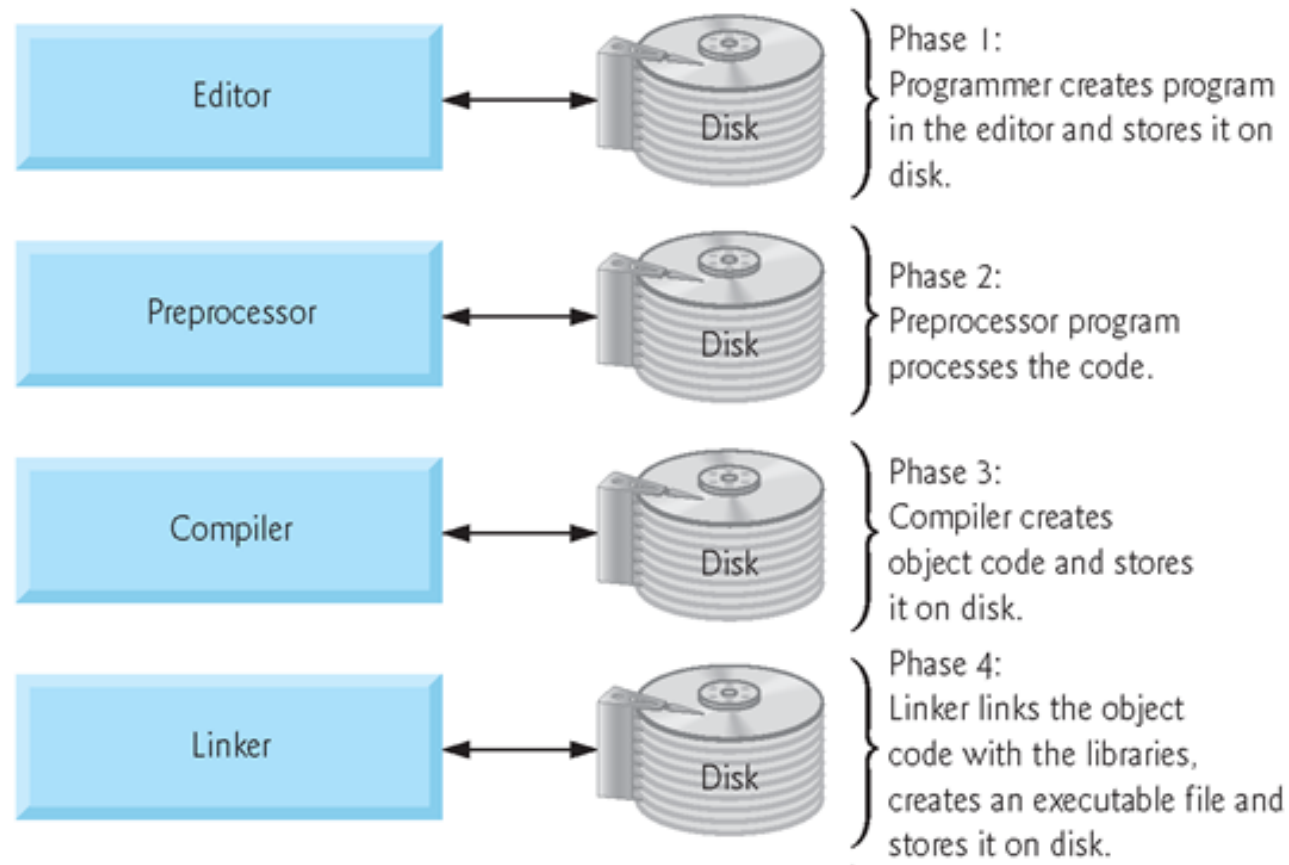 Editor
Disk
Phase 1:
Programmer creates program
in the editor and stores it on
disk.
Preprocessor
Disk
Phase 2:
Preprocessor program
processes the code.
Compiler
Disk
Phase 3:
Compiler creates
object code and stores
it on disk.
Linker
Disk
Phase 4:
Linker links the object
code with the libraries,
creates an executable file and
stores it on disk.